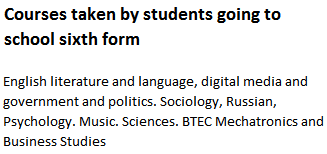 Courses taken by students going to
school sixth form
English literature and language, digital media and
government and politics. Sociology, Russian,
Psychology. Music. Sciences. BTEC Mechatronics and
Business Studies